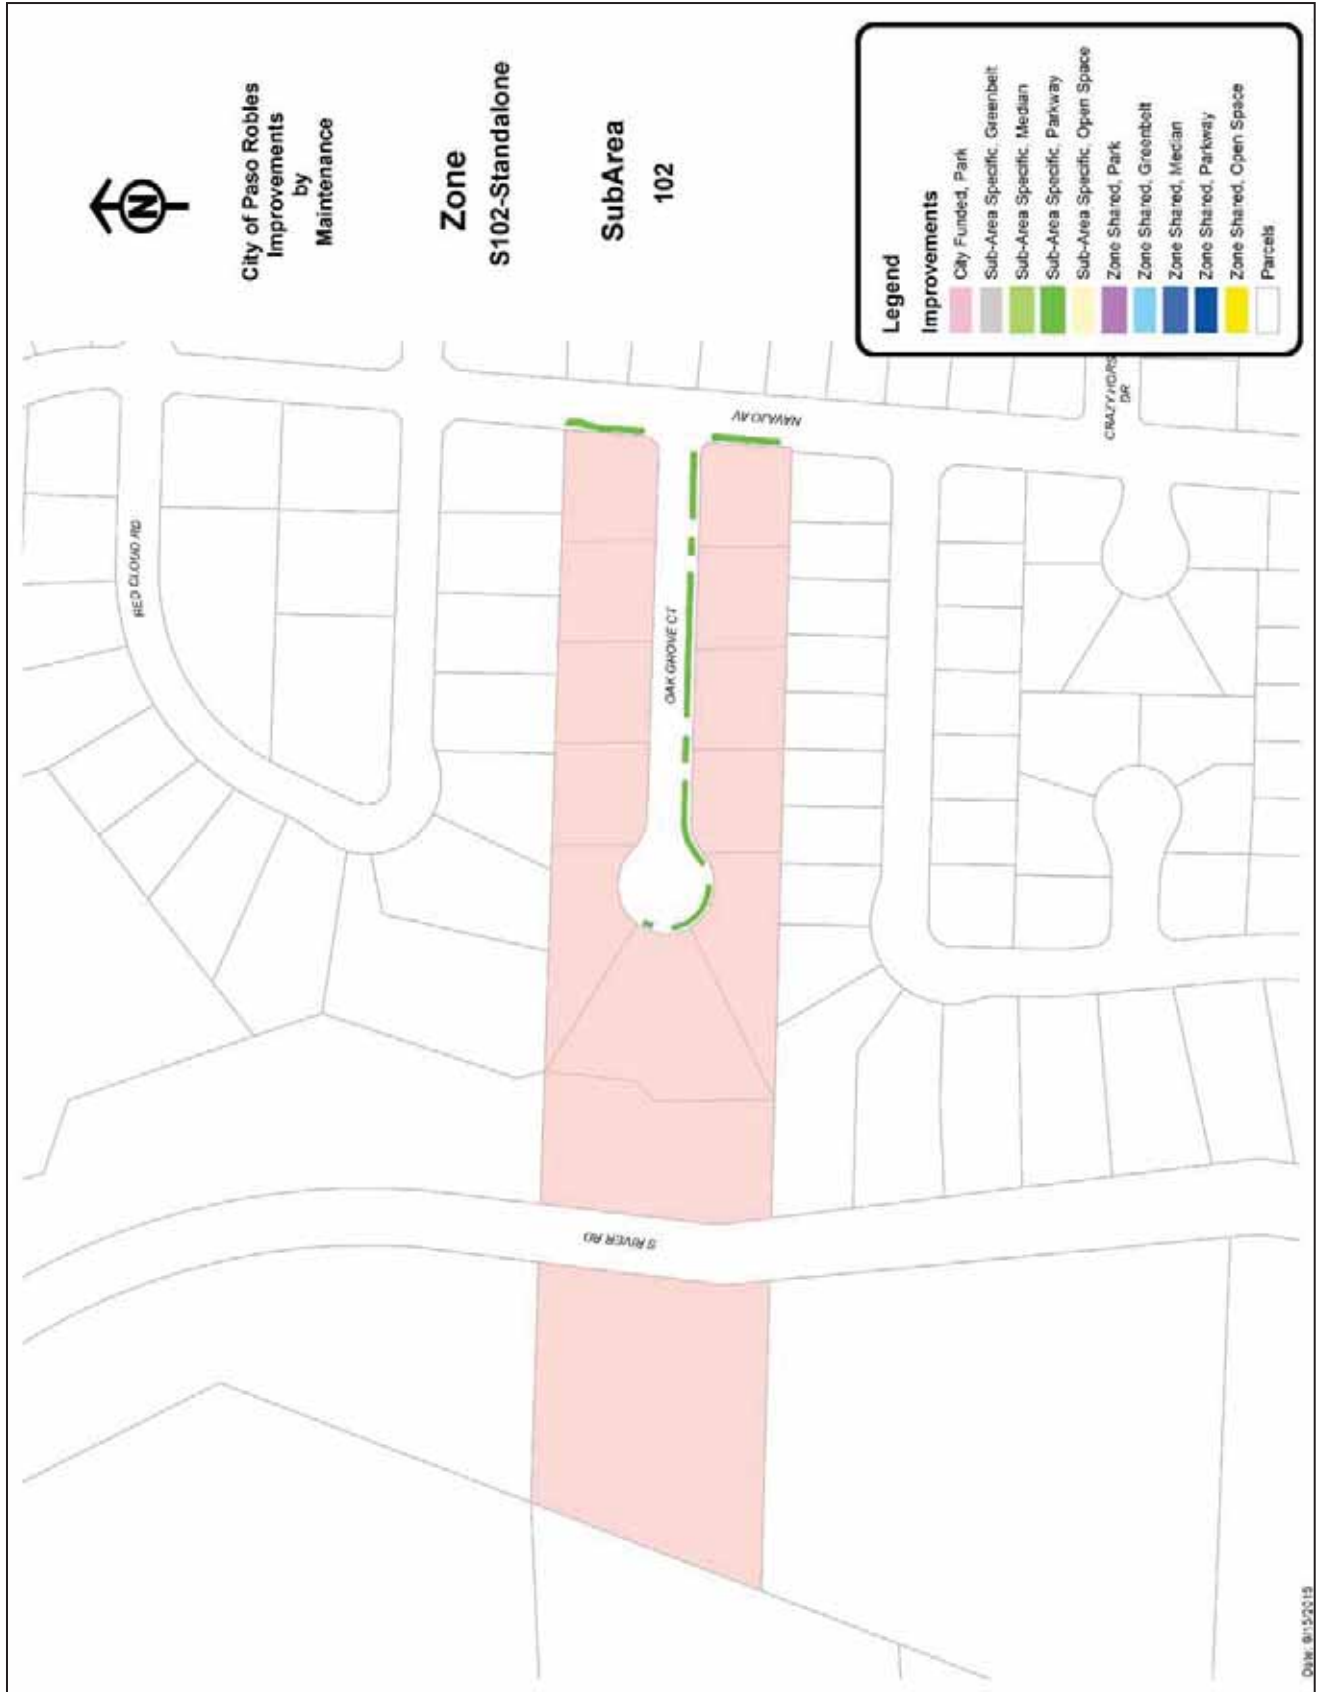 N
City of Paso Robles
Improvements
by
Maintenance
Zone
S102-Standalone
SubArea
102
Legend
Improvements
City Funded, Park
Sub-Area Specific, Greenbelt
Sub-Area Specific, Median
Sub-Area Specific, Parkway
Sub-Area Specific, Open Space
Zone Shared, Park
Zone Shared, Greenbelt
Zone Shared, Median
Zone Shared, Parkway
Zone Shared, Open Space
Parcels
RED CLOUD RD
NAVAJO AV
OAK GROVE CT
CRAZY HORS
DR
S RIVER RD